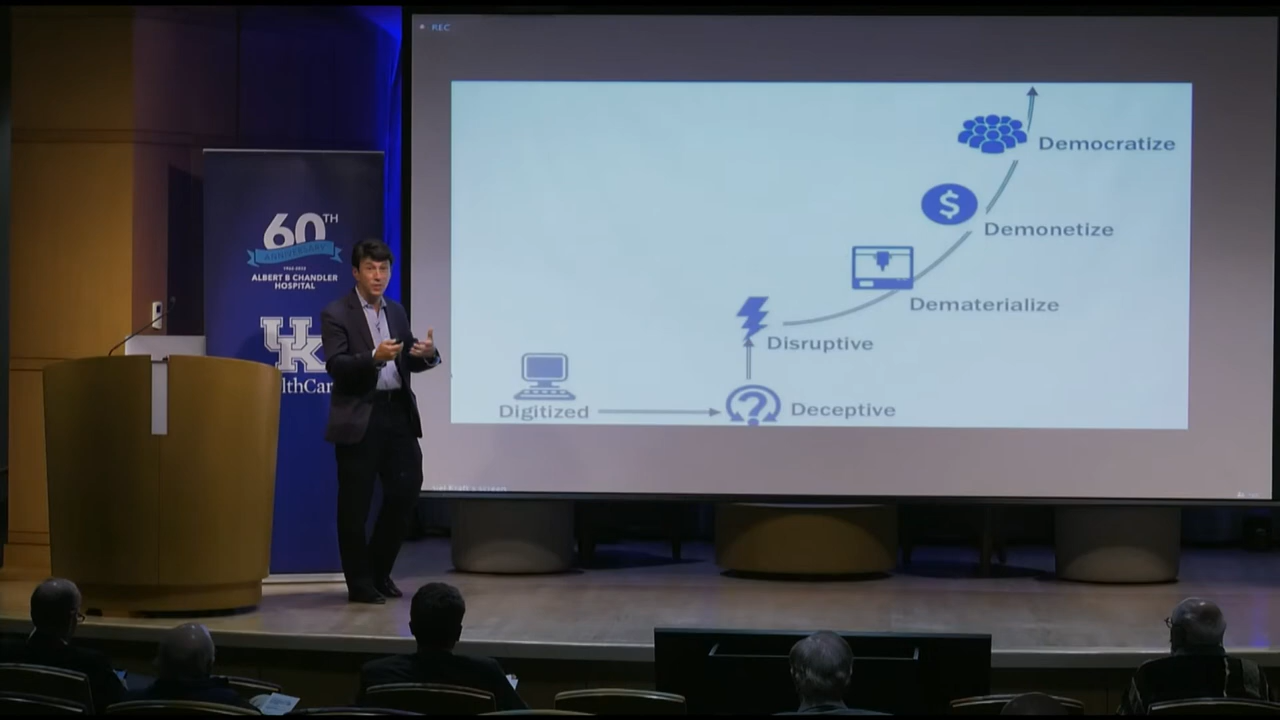 REC
60TH
ANNIVERSARY
ALBERT B CHANDLER
HOSPITAL
UK
lthCar
Democratize
$
Demonetize
Dematerialize
Disruptive
Digitized
?
Deceptive